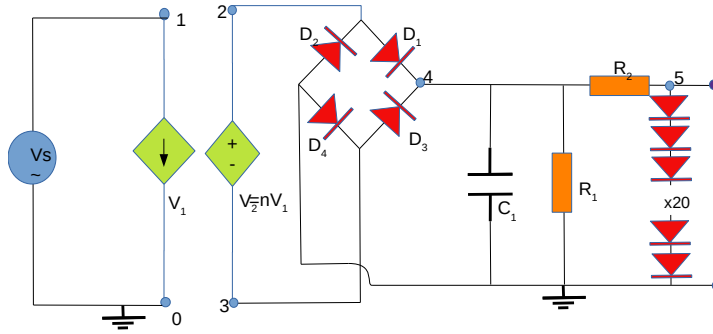 1
2
D₂
D₁
4
R₂
5
Vs
~
+
-
D₄
D₃
V₁
V₂=nV₁
C₁
R₁
x20
0
3